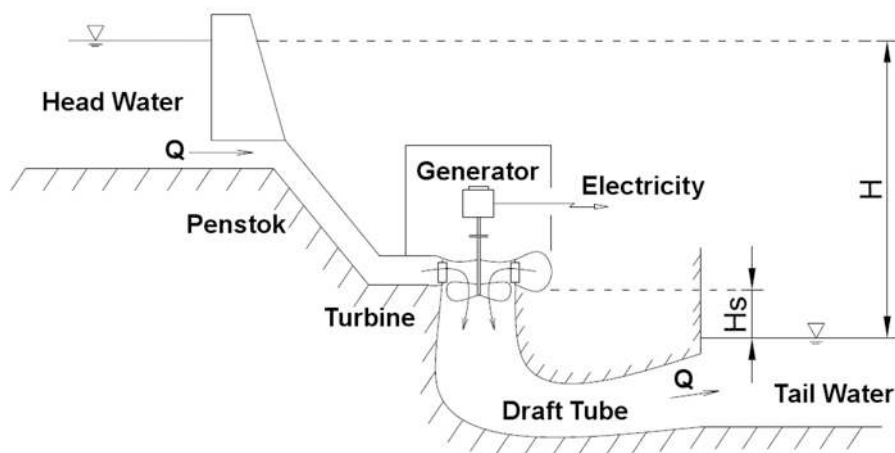 Head Water
Q
Generator
Electricity
H
Penstok
Hs
Turbine
Q
Draft Tube
Tail Water